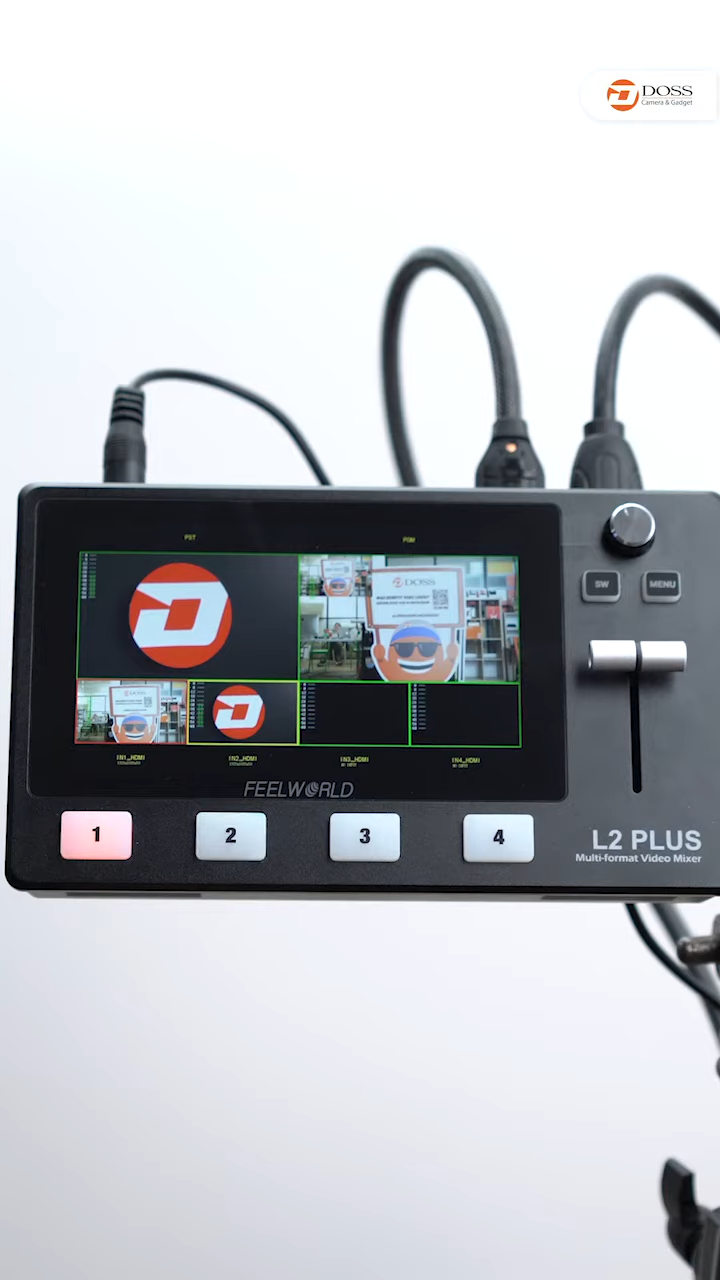 DOSS
Camera & Gadget
PST
PGM
DOSS
SW
MENU
DOSS
IN1_HDMI
IN2_HDMI
IN3_HDMI
IN4_HDMI
FEELWORLD
1
2
3
4
L2 PLUS
Multi-format Video Mixer